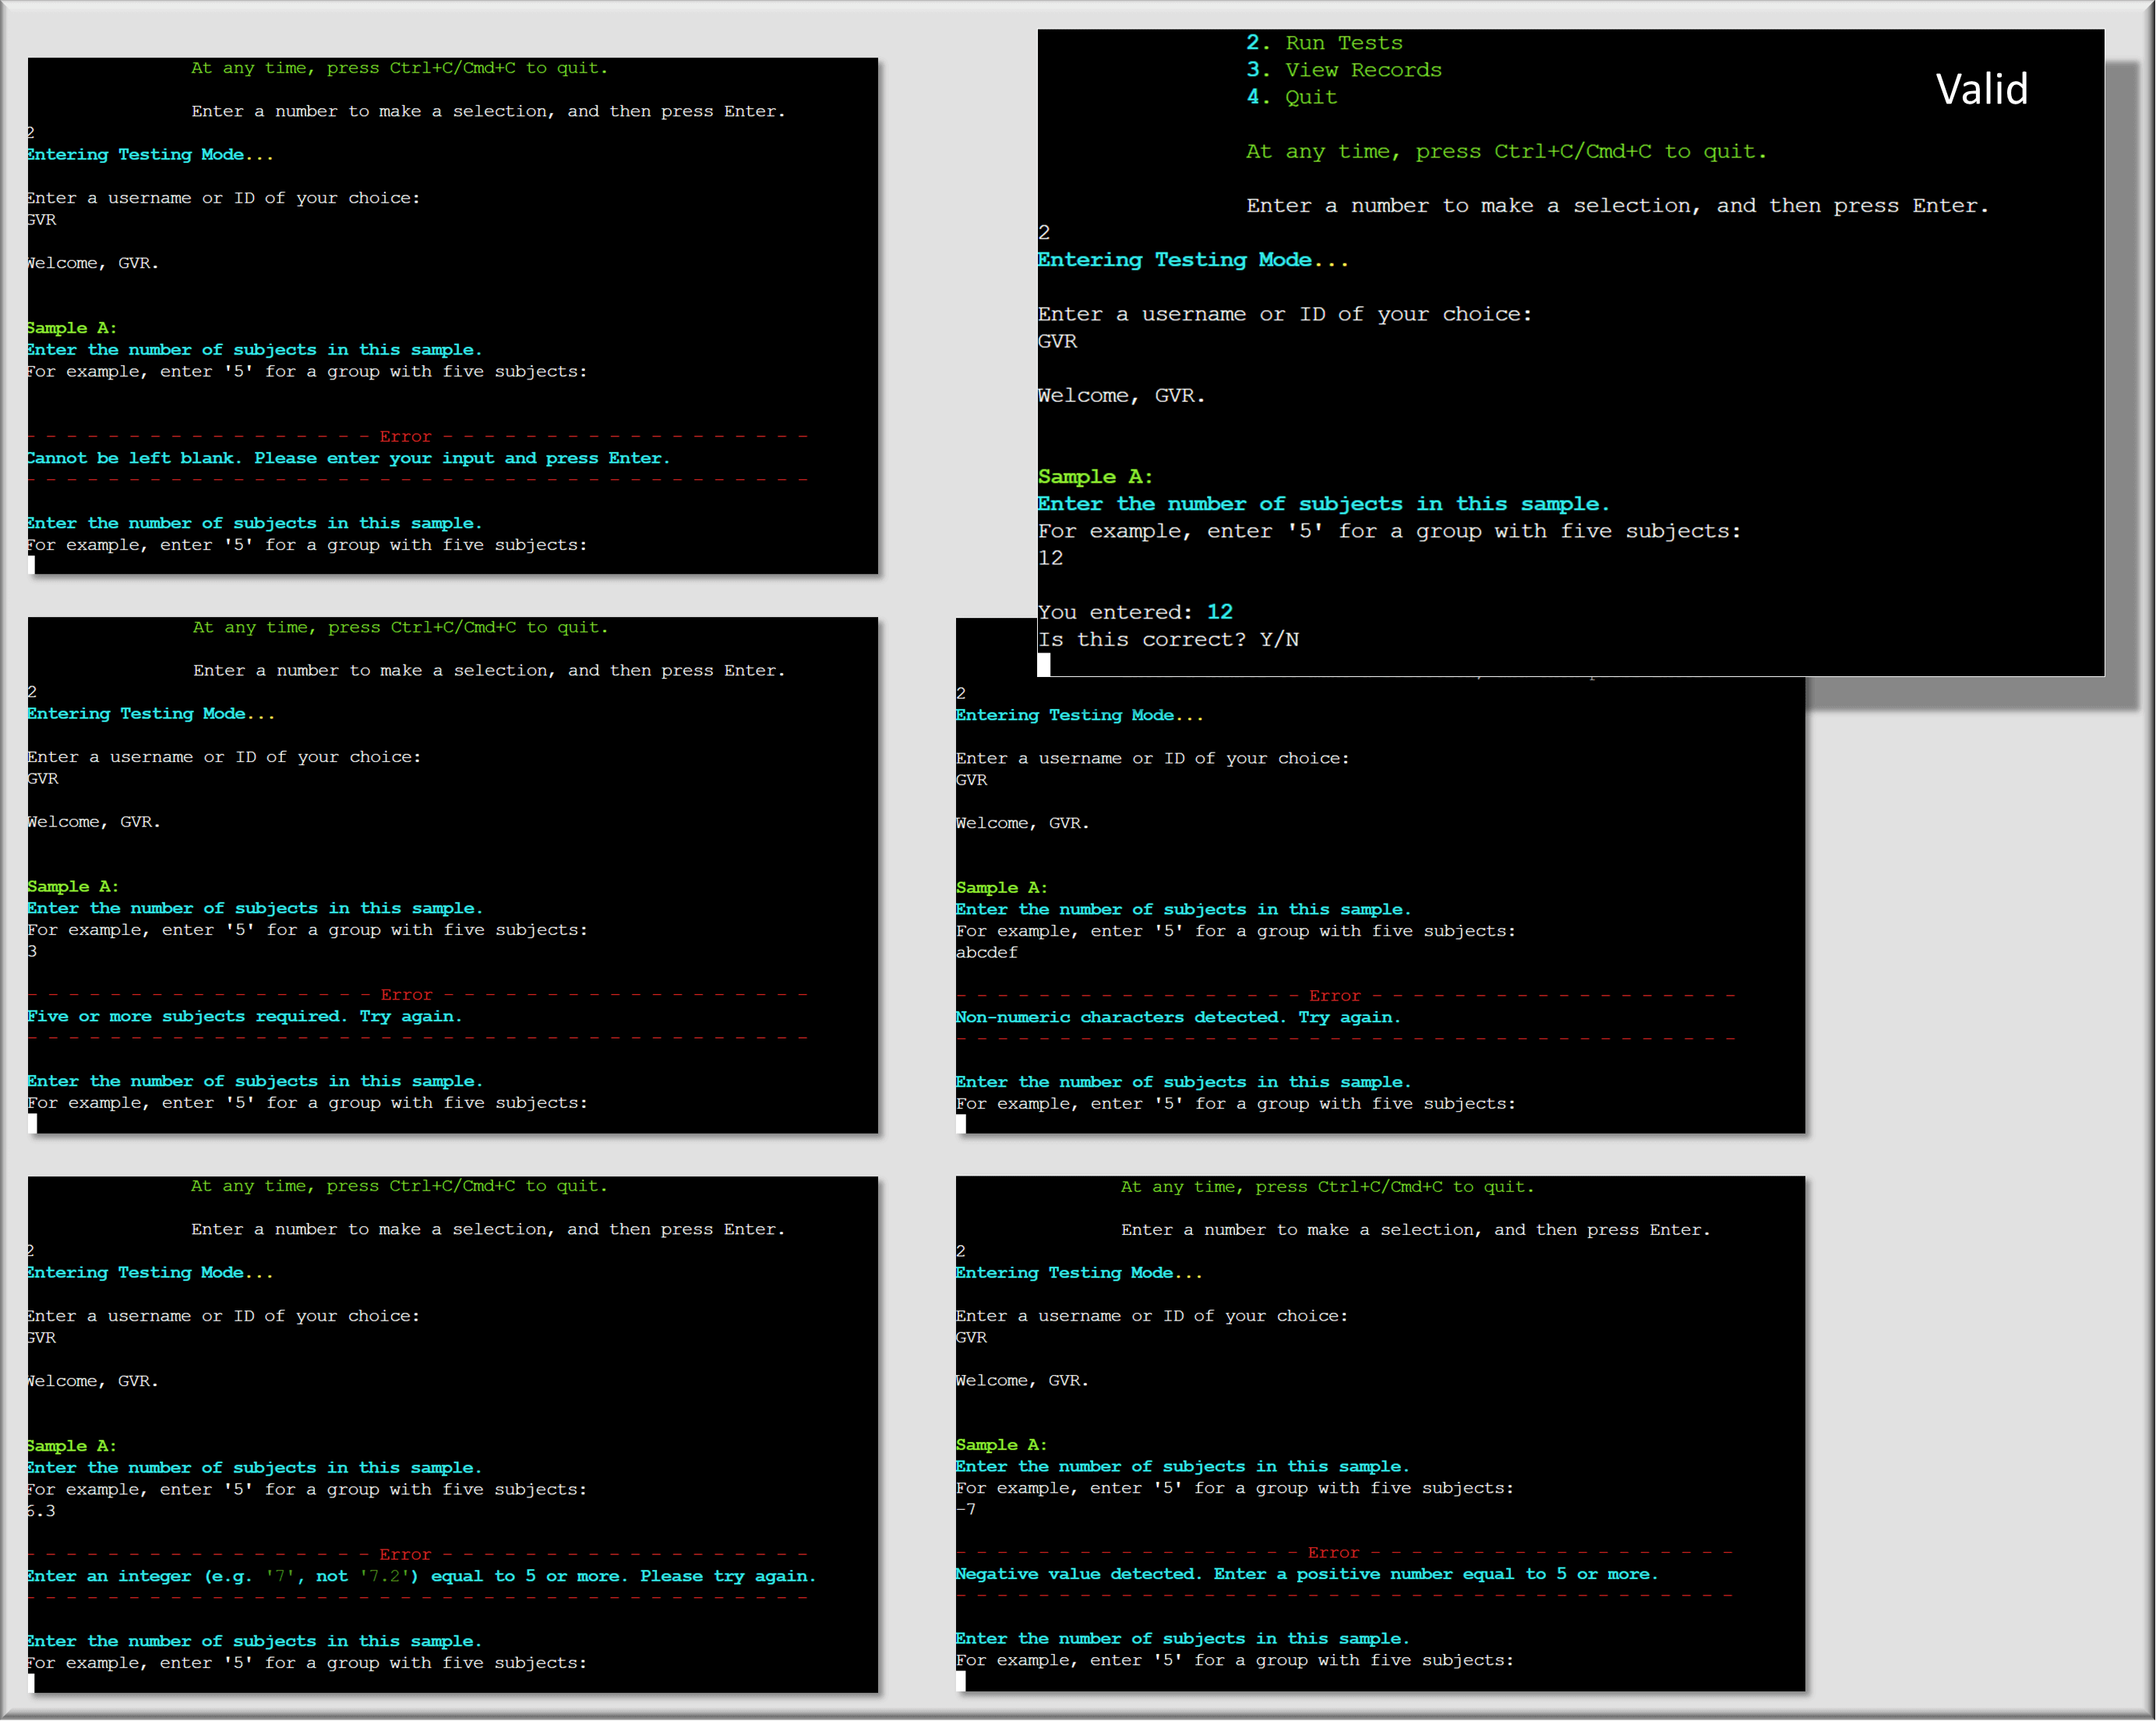 At any time, press Ctrl+C/Cmd+C to quit.
Enter a number to make a selection, and then press Enter.
2
Entering Testing Mode...
Enter a username or ID of your choice:
GVR
Welcome, GVR.
Sample A:
Enter the number of subjects in this sample.
For example, enter '5' for a group with five subjects:
- - - - - - - - - - - - - - - - - Error - - - - - - - - - - - - - - - - - -
Cannot be left blank. Please enter your input and press Enter.
Enter the number of subjects in this sample.
For example, enter '5' for a group with five subjects:
2. Run Tests
3. View Records
4. Quit
Valid
At any time, press Ctrl+C/Cmd+C to quit.
Enter a number to make a selection, and then press Enter.
2
Entering Testing Mode...
Enter a username or ID of your choice:
GVR
Welcome, GVR.
Sample A:
Enter the number of subjects in this sample.
For example, enter '5' for a group with five subjects:
12
You entered: 12
Is this correct? Y/N
At any time, press Ctrl+C/Cmd+C to quit.
Enter a number to make a selection, and then press Enter.
2
Entering Testing Mode...
Enter a username or ID of your choice:
GVR
Welcome, GVR.
Sample A:
Enter the number of subjects in this sample.
For example, enter '5' for a group with five subjects:
3
- - - - - - - - - - - - - - - - - Error - - - - - - - - - - - - - - - - - -
Five or more subjects required. Try again.
Enter the number of subjects in this sample.
For example, enter '5' for a group with five subjects:
2
Entering Testing Mode...
Enter a username or ID of your choice:
GVR
Welcome, GVR.
Sample A:
Enter the number of subjects in this sample.
For example, enter '5' for a group with five subjects:
abcdef
- - - - - - - - - - - - - - - - - Error - - - - - - - - - - - - - - - - - -
Non-numeric characters detected. Try again.
Enter the number of subjects in this sample.
For example, enter '5' for a group with five subjects:
At any time, press Ctrl+C/Cmd+C to quit.
Enter a number to make a selection, and then press Enter.
2
Entering Testing Mode...
Enter a username or ID of your choice:
GVR
Welcome, GVR.
Sample A:
Enter the number of subjects in this sample.
For example, enter '5' for a group with five subjects:
6.3
- - - - - - - - - - - - - - - - - Error - - - - - - - - - - - - - - - - - -
Enter an integer (e.g. '7', not '7.2') equal to 5 or more. Please try again.
Enter the number of subjects in this sample.
For example, enter '5' for a group with five subjects:
At any time, press Ctrl+C/Cmd+C to quit.
Enter a number to make a selection, and then press Enter.
2
Entering Testing Mode...
Enter a username or ID of your choice:
GVR
Welcome, GVR.
Sample A:
Enter the number of subjects in this sample.
For example, enter '5' for a group with five subjects:
-7
- - - - - - - - - - - - - - - - - Error - - - - - - - - - - - - - - - - - -
Negative value detected. Enter a positive number equal to 5 or more.
Enter the number of subjects in this sample.
For example, enter '5' for a group with five subjects: